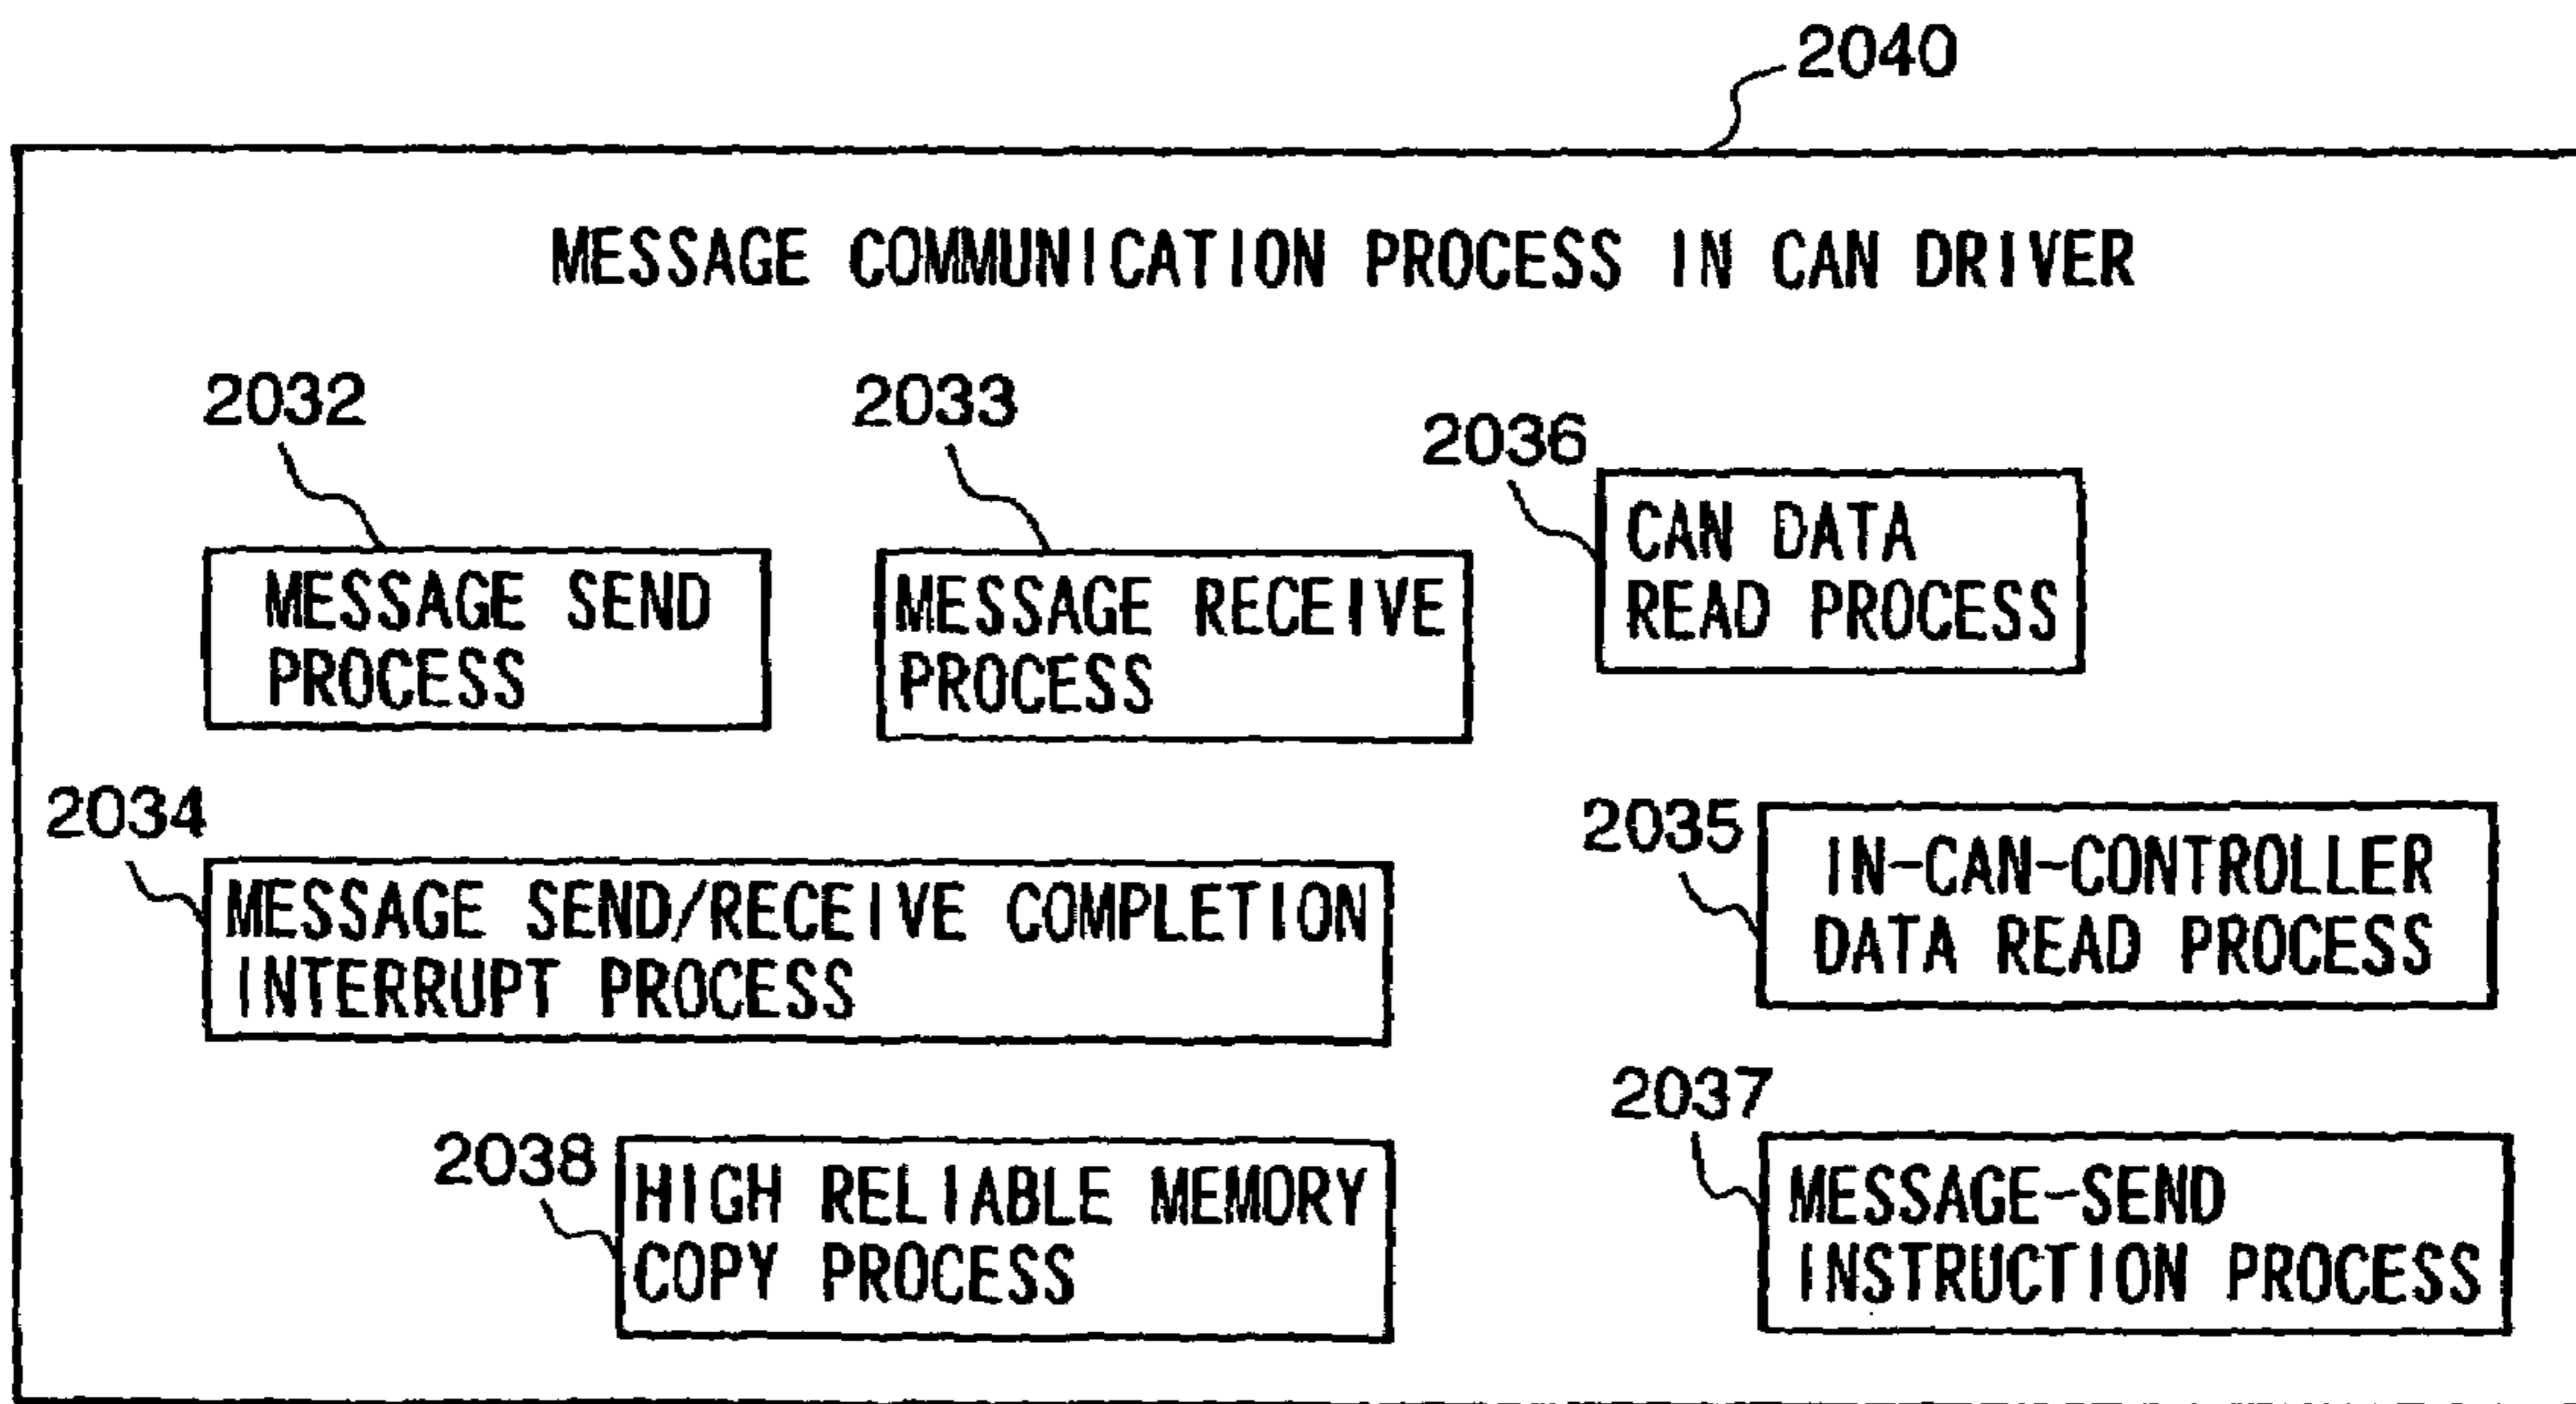 2040
MESSAGE COMMUNICATION PROCESS IN CAN DRIVER
2032
2033
2036
MESSAGE SEND
PROCESS
MESSAGE RECEIVE
PROCESS
CAN DATA
READ PROCESS
2034
2035
MESSAGE SEND/RECEIVE COMPLETION
INTERRUPT PROCESS
IN-CAN-CONTROLLER
DATA READ PROCESS
2038
2037
HIGH RELIABLE MEMORY
COPY PROCESS
MESSAGE-SEND
INSTRUCTION PROCESS